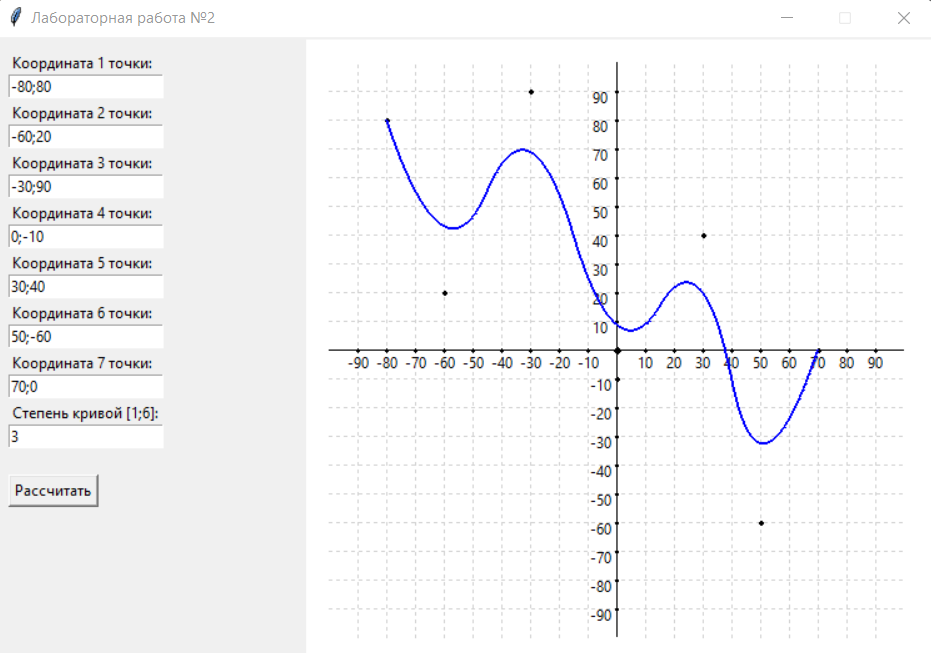 Лабораторная работа №2
Координата 1 точки:
-80;80
Координата 2 точки:
-60;20
Координата 3 точки:
-30;90
Координата 4 точки:
0;-10
Координата 5 точки:
30;40
Координата 6 точки:
50;-60
Координата 7 точки:
70;0
Степень кривой [1;6]:
3
Рассчитать
90
80
70
60
50
40
30
20
10
-90 -80 -70 -60 -50 -40 -30 -20 -10 10 20 30 40 50 60 70 80 90
-10
-20
-30
-40
-50
-60
-70
-80
-90